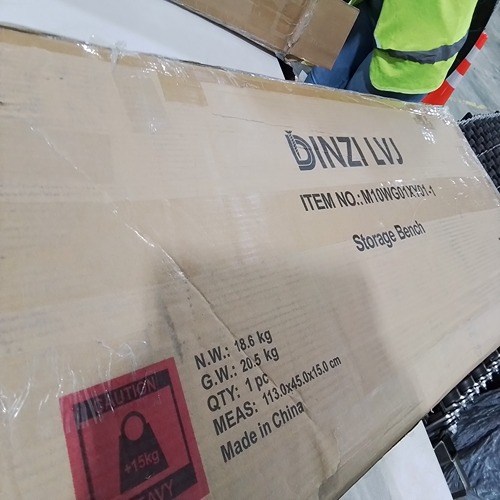 DINZI LVJ
ITEM NO.: M10WG01XY01-1
Storage Bench
N.W.: 18.6 kg
G.W.: 20.5 kg
QTY: 1 pc
MEAS: 113.0x45.0x15.0 cm
Made in China
CAUTION
+15kg
HEAVY